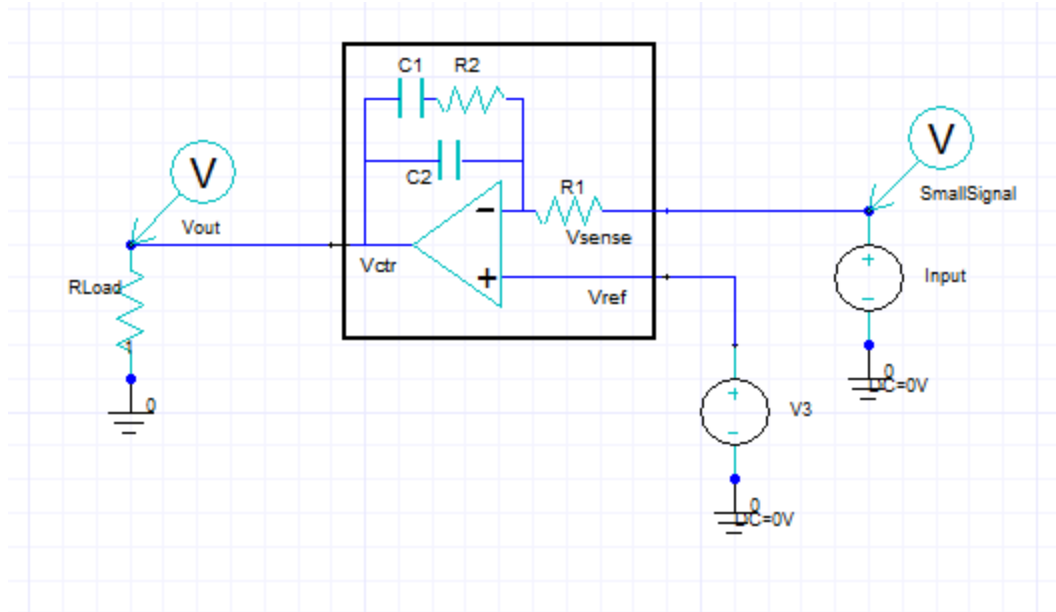 C1
R2
V
V
C2
R1
SmallSignal
Vout
−
Vsense
Vctr
+
Input
+
−
RLoad
Vref
1
0
DC=0V
0
+
−
V3
0
DC=0V